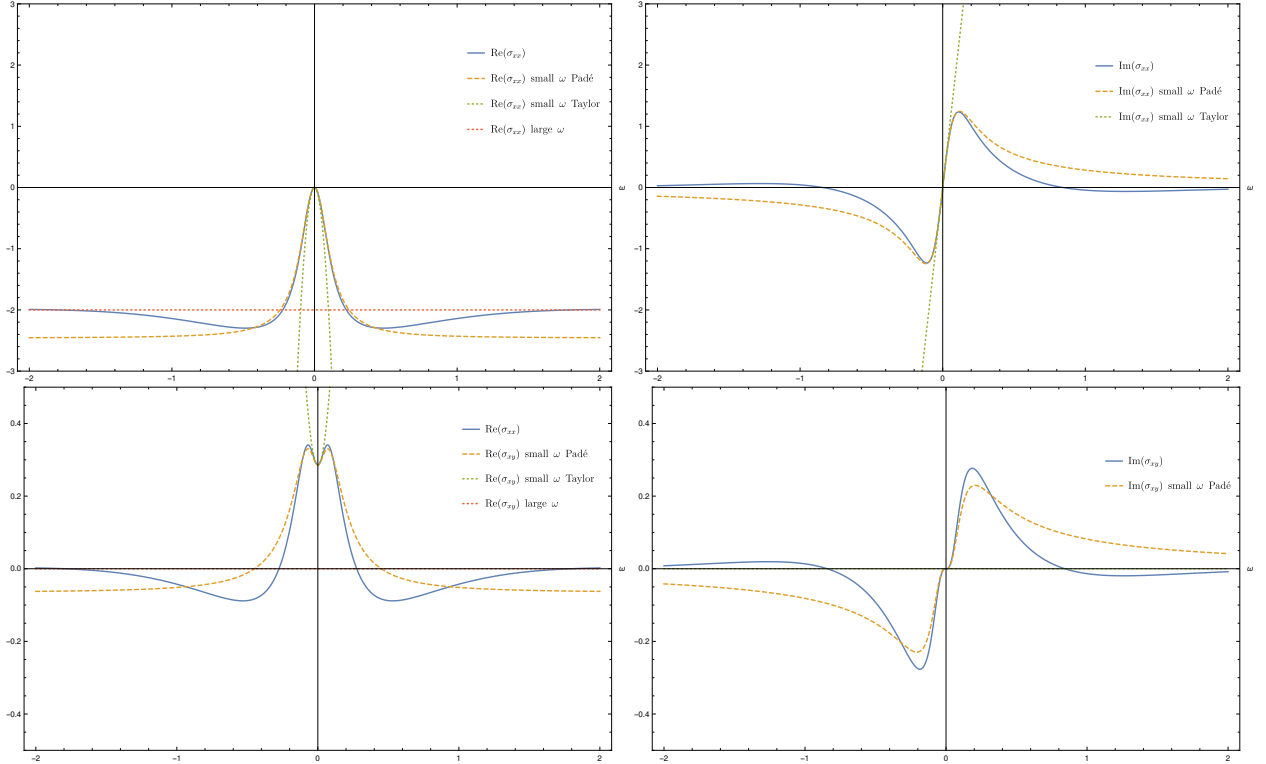 3
2
1
0
−1
−2
−3
−2
−1
0
1
2
ω
Re(σxx)
Re(σxx) small ω Padé
Re(σxx) small ω Taylor
Re(σxx) large ω
3
2
1
0
−1
−2
−3
−2
−1
0
1
2
ω
Im(σxx)
Im(σxx) small ω Padé
Im(σxx) small ω Taylor
0.4
0.2
0.0
−0.2
−0.4
−2
−1
0
1
2
ω
Re(σxx)
Re(σxy) small ω Padé
Re(σxy) small ω Taylor
Re(σxy) large ω
0.4
0.2
0.0
−0.2
−0.4
−2
−1
0
1
2
ω
Im(σxy)
Im(σxy) small ω Padé